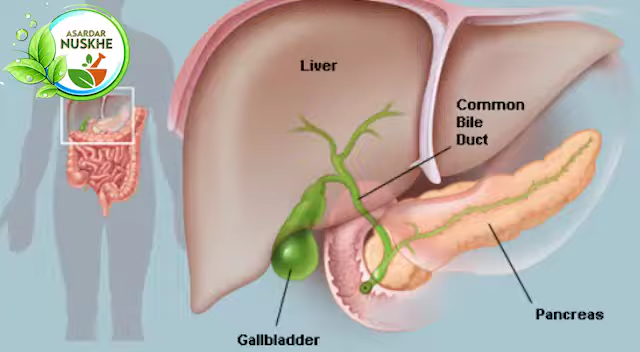 ASARDAR
NUSKHE
Liver
Common
Bile
Duct
Pancreas
Gallbladder